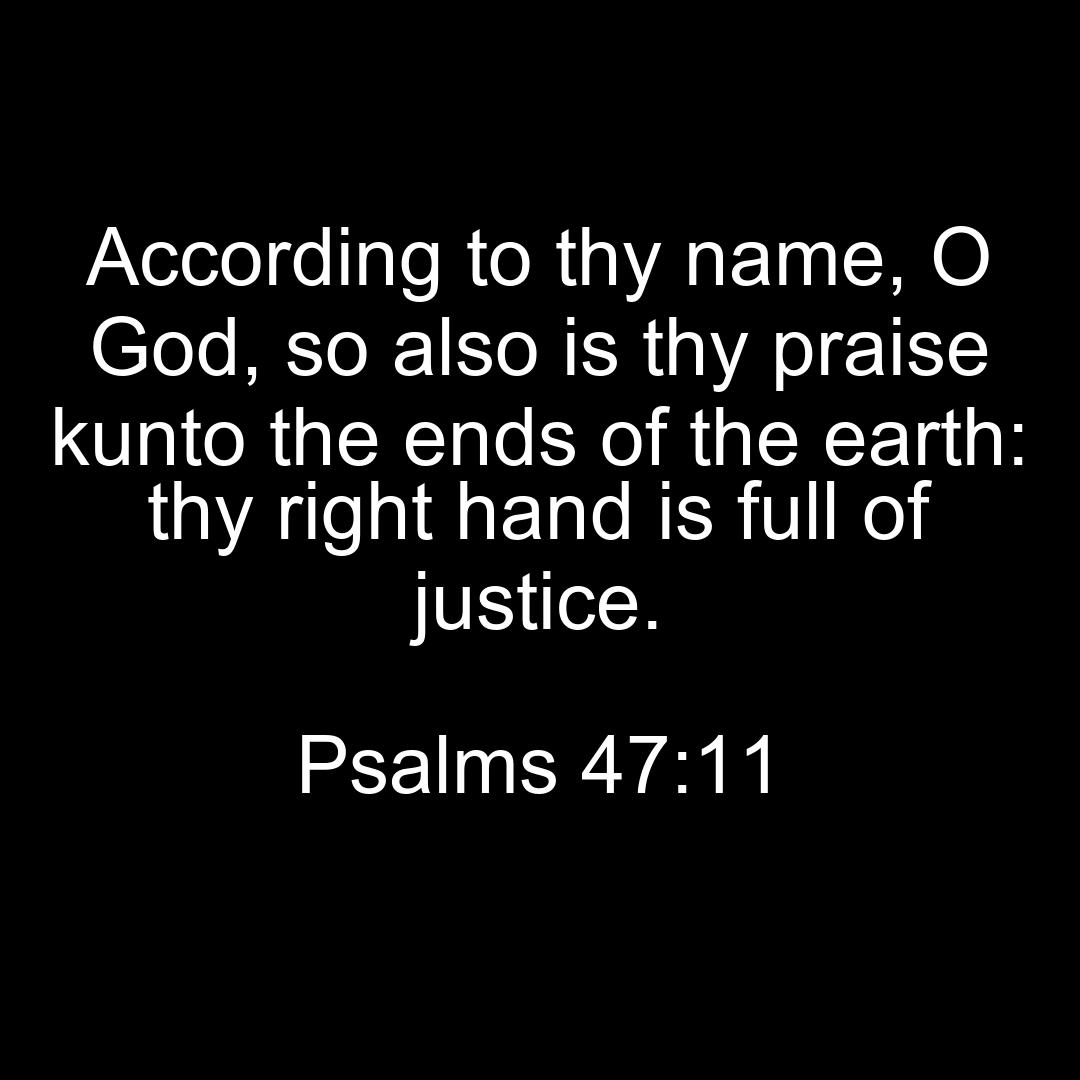 According to thy name, O
God, so also is thy praise
kunto the ends of the earth:
thy right hand is full of
justice.
Psalms 47:11